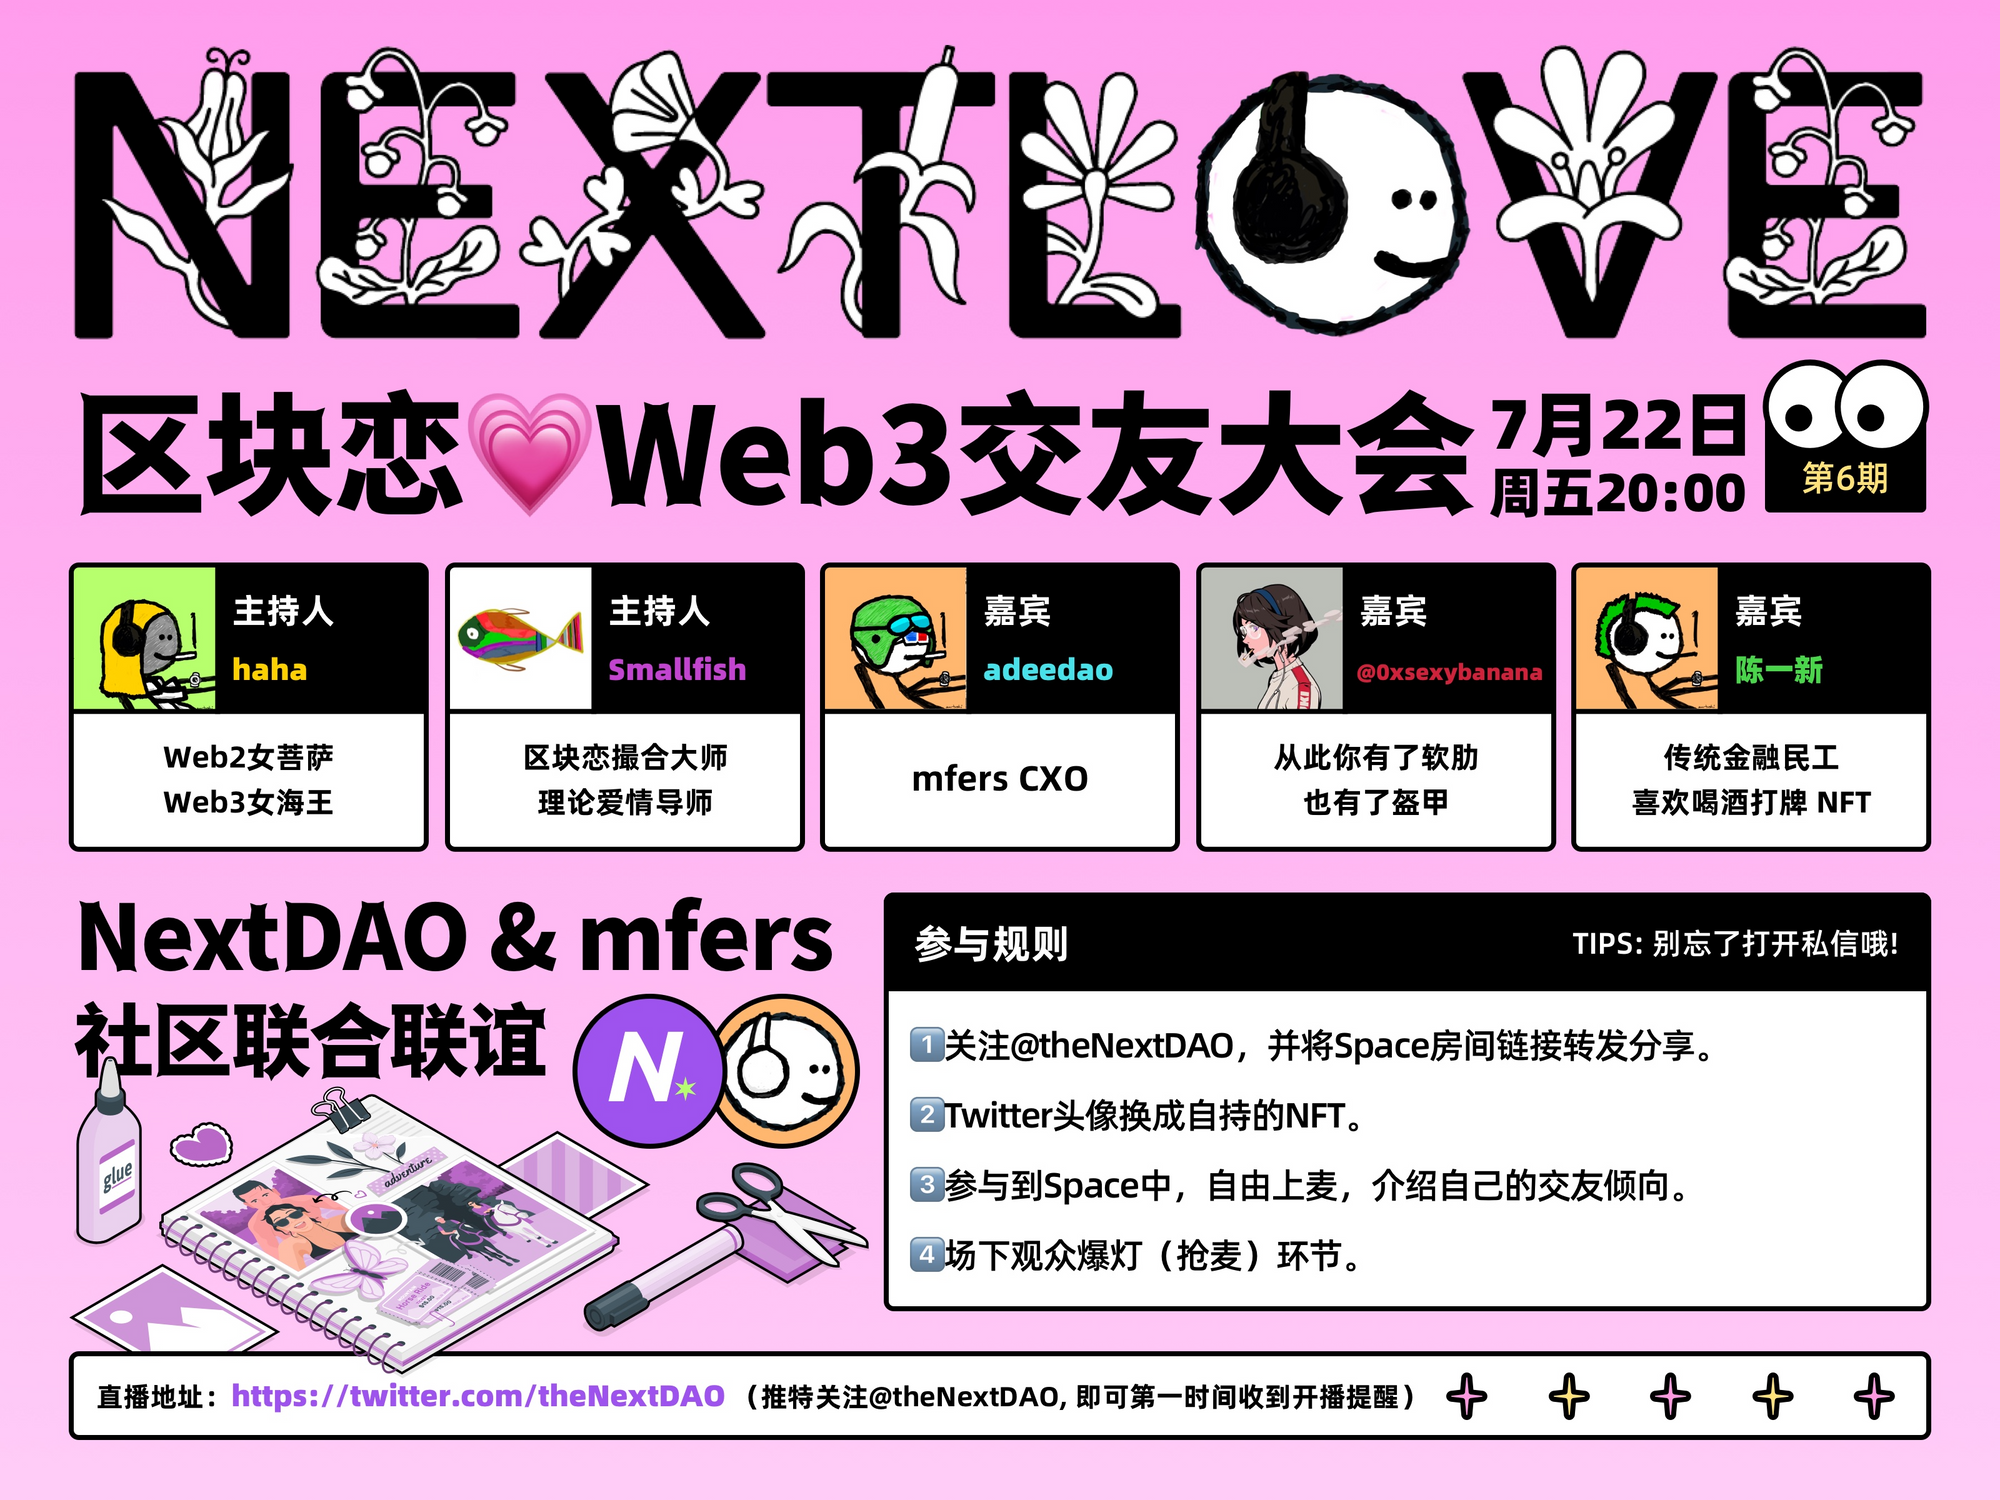 NEXTLOVE
区块恋💗Web3交友大会
7月22日
周五20:00
第6期
主持人
haha
Web2女菩萨
Web3女海王
主持人
Smallfish
区块恋撮合大师
理论爱情导师
嘉宾
adeedao
mfers CXO
嘉宾
@0xsexybanana
从此你有了软肋
也有了盔甲
嘉宾
陈一新
传统金融民工
喜欢喝酒打牌 NFT
NextDAO & mfers
社区联合联谊
N
glue
adventure
Horse Ride
参与规则
TIPS: 别忘了打开私信哦!
1关注@theNextDAO，并将Space房间链接转发分享。
2Twitter头像换成自持的NFT。
3参与到Space中，自由上麦，介绍自己的交友倾向。
4场下观众爆灯（抢麦）环节。
直播地址：https://twitter.com/theNextDAO（推特关注@theNextDAO, 即可第一时间收到开播提醒）